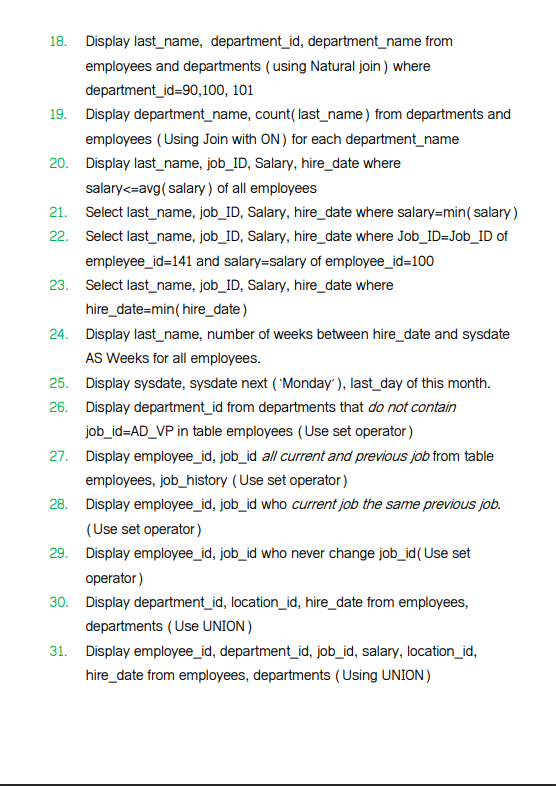 18. Display last_name, department_id, department_name from
employees and departments (using Natural join) where
department_id=90,100, 101
19. Display department_name, count(last_name) from departments and
employees (Using Join with ON) for each department_name
20. Display last_name, job_ID, Salary, hire_date where
salary<=avg(salary) of all employees
21. Select last_name, job_ID, Salary, hire_date where salary=min(salary)
22. Select last_name, job_ID, Salary, hire_date where Job_ID=Job_ID of
empleyee_id=141 and salary=salary of employee_id=100
23. Select last_name, job_ID, Salary, hire_date where
hire_date=min(hire_date)
24. Display last_name, number of weeks between hire_date and sysdate
AS Weeks for all employees.
25. Display sysdate, sysdate next (‘Monday’), last_day of this month.
26. Display department_id from departments that do not contain
job_id=AD_VP in table employees (Use set operator)
27. Display employee_id, job_id all current and previous job from table
employees, job_history (Use set operator)
28. Display employee_id, job_id who current job the same previous job.
(Use set operator)
29. Display employee_id, job_id who never change job_id(Use set
operator)
30. Display department_id, location_id, hire_date from employees,
departments (Use UNION)
31. Display employee_id, department_id, job_id, salary, location_id,
hire_date from employees, departments (Using UNION)